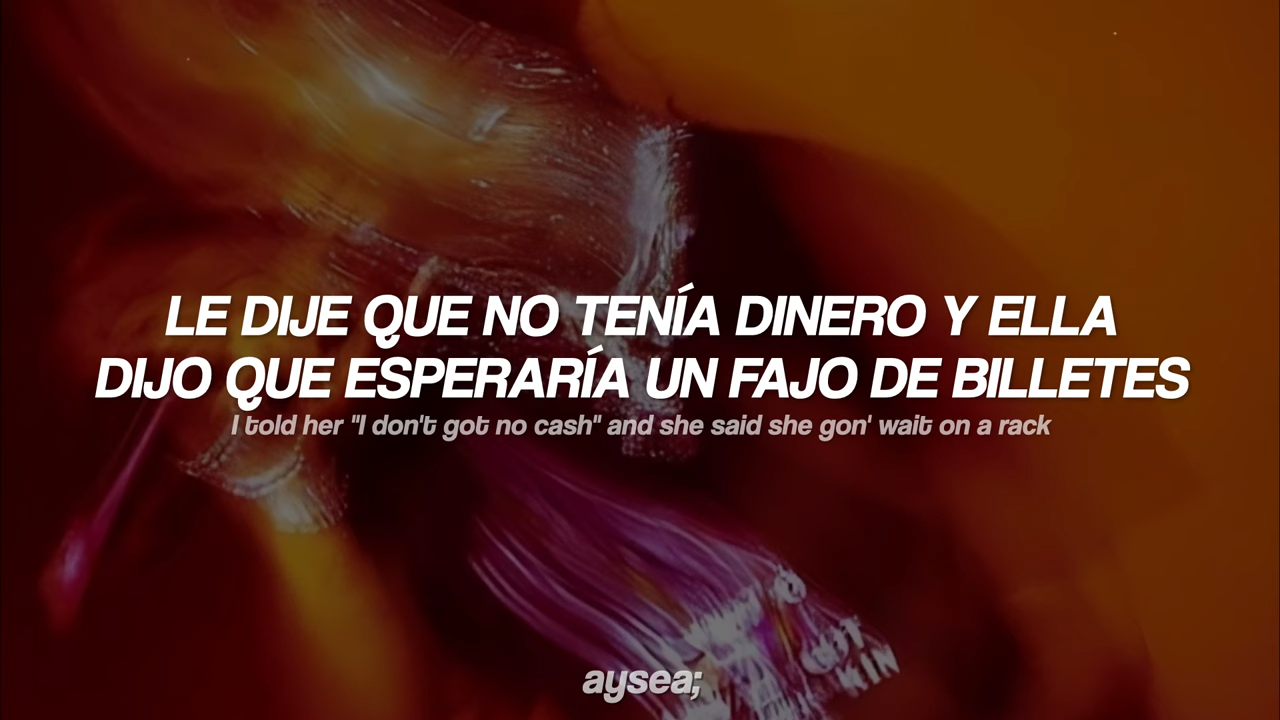 LE DIJE QUE NO TENÍA DINERO Y ELLA
DIJO QUE ESPERARÍA UN FAJO DE BILLETES
I told her "I don't got no cash" and she said she gon' wait on a rack
aysea;